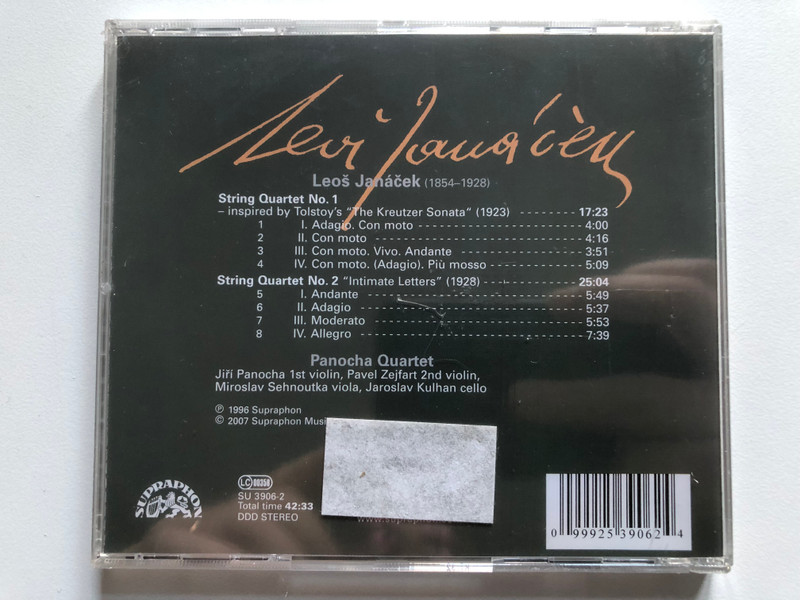 Leoš Janáček
Leoš Janáček (1854–1928)
String Quartet No. 1
– inspired by Tolstoy's "The Kreutzer Sonata" (1923) 17:23
1 I. Adagio. Con moto 4:00
2 II. Con moto 4:16
3 III. Con moto. Vivo. Andante 3:51
4 IV. Con moto. (Adagio). Più mosso 5:09
String Quartet No. 2 "Intimate Letters" (1928) 25:04
5 I. Andante 5:49
6 II. Adagio 5:37
7 III. Moderato 5:53
8 IV. Allegro 7:39
Panocha Quartet
Jiří Panocha 1st violin, Pavel Zejfart 2nd violin,
Miroslav Sehnoutka viola, Jaroslav Kulhan cello
℗ 1996 Supraphon
© 2007 Supraphon
SUPRAPHON
LC 00358
SU 3906-2
Total time 42:33
DDD STEREO
0 99925 39062 4